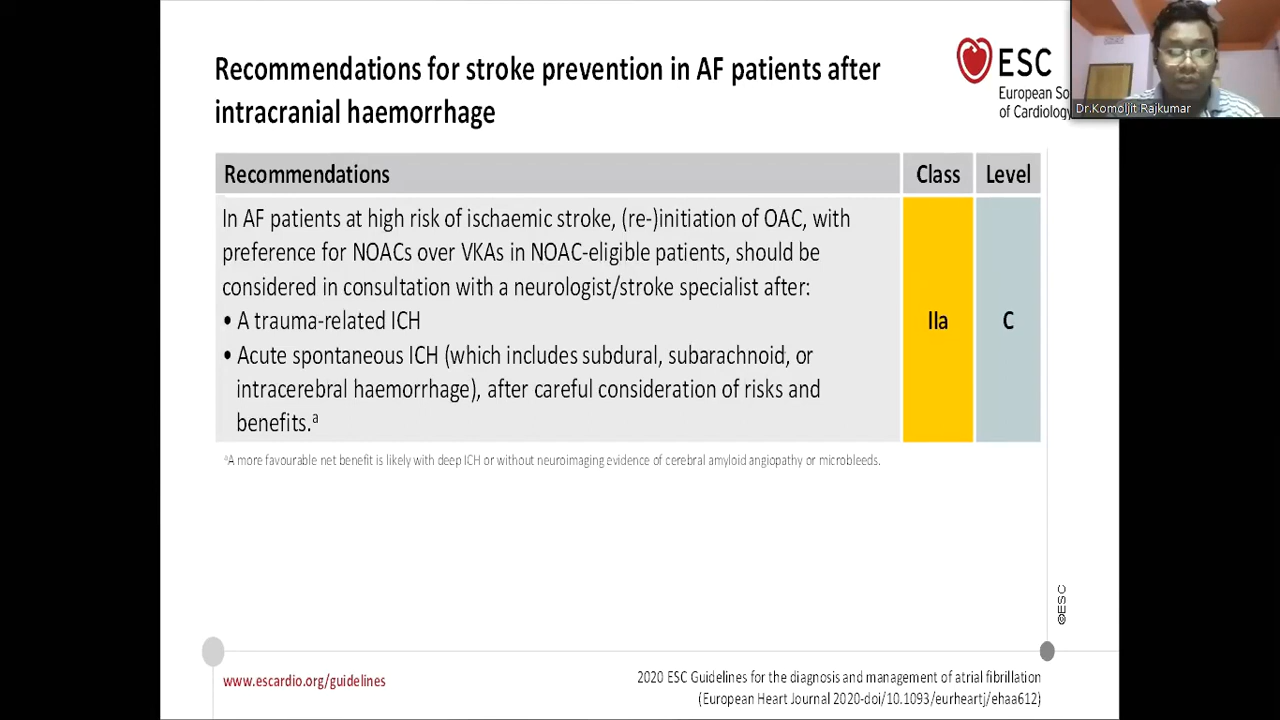 Recommendations for stroke prevention in AF patients after
intracranial haemorrhage
ESC
European So
of Cardiology
Dr.Komoljit Rajkumar
Recommendations Class Level
In AF patients at high risk of ischaemic stroke, (re-)initiation of OAC, with
preference for NOACs over VKAs in NOAC-eligible patients, should be
considered in consultation with a neurologist/stroke specialist after:
• A trauma-related ICH
• Acute spontaneous ICH (which includes subdural, subarachnoid, or
intracerebral haemorrhage), after careful consideration of risks and
benefits.ᵃ
IIa C
ᵃA more favourable net benefit is likely with deep ICH or without neuroimaging evidence of cerebral amyloid angiopathy or microbleeds.
©ESC
www.escardio.org/guidelines
2020 ESC Guidelines for the diagnosis and management of atrial fibrillation
(European Heart Journal 2020-doi/10.1093/eurheartj/ehaa612)